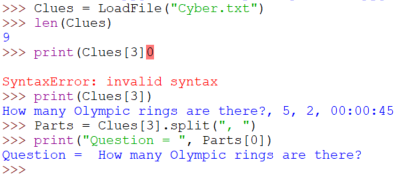 >>> Clues = LoadFile("Cyber.txt")
>>> len(Clues)
9
>>> print(Clues[3]0
SyntaxError: invalid syntax
>>> print(Clues[3])
How many Olympic rings are there?, 5, 2, 00:00:45
>>> Parts = Clues[3].split(", ")
>>> print("Question = ", Parts[0])
Question =  How many Olympic rings are there?
>>>